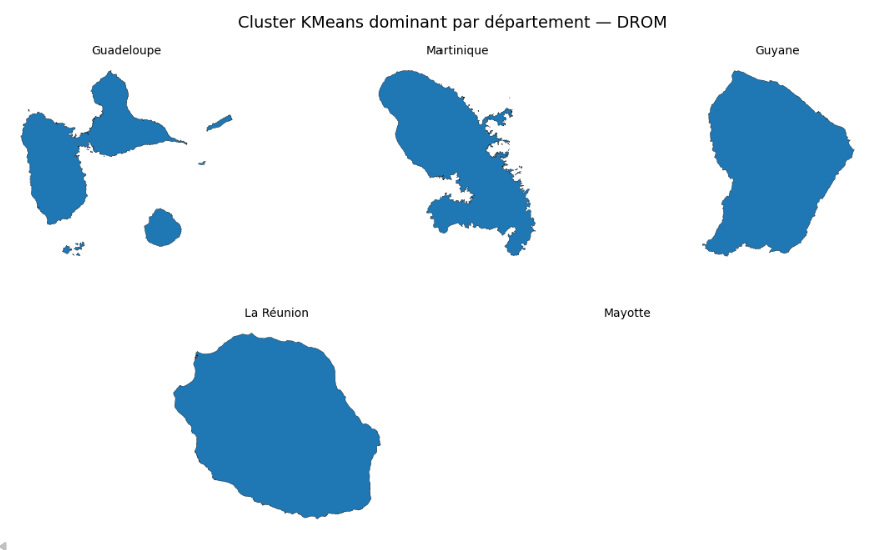 Cluster KMeans dominant par département — DROM
Guadeloupe
Martinique
Guyane
La Réunion
Mayotte